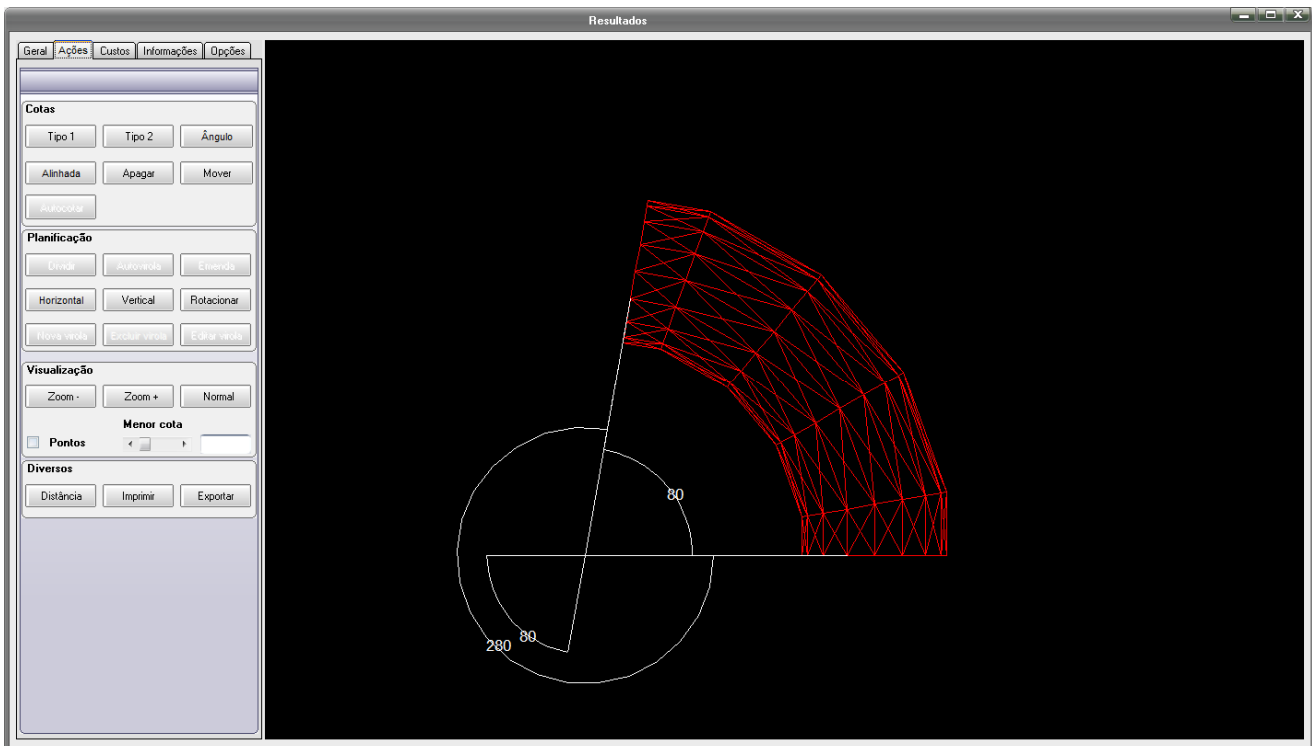 Resultados
Geral Ações Custos Informações Opções
Cotas
Tipo 1 Tipo 2 Ângulo
Alinhada Apagar Mover
Autocotar
Planificação
Dividir Autovirola Emenda
Horizontal Vertical Rotacionar
Nova virola Excluir virola Editar virola
Visualização
Zoom - Zoom + Normal
Menor cota
Pontos
Diversos
Distância Imprimir Exportar
80
80
280